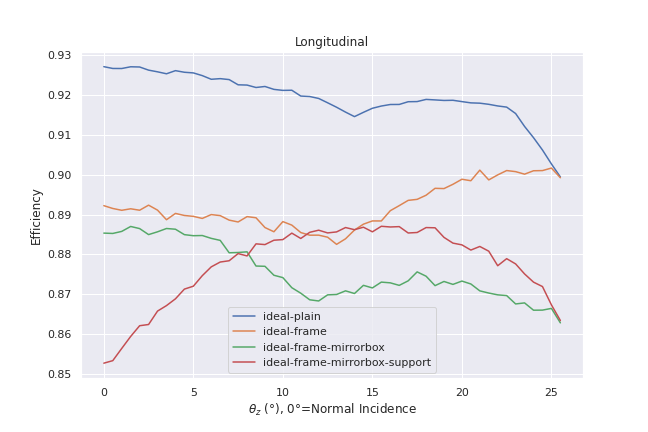 Longitudinal
0.93
0.92
0.91
0.90
0.89
0.88
0.87
0.86
0.85
Efficiency
ideal-plain
ideal-frame
ideal-frame-mirrorbox
ideal-frame-mirrorbox-support
0 5 10 15 20 25
θz (°), 0°=Normal Incidence